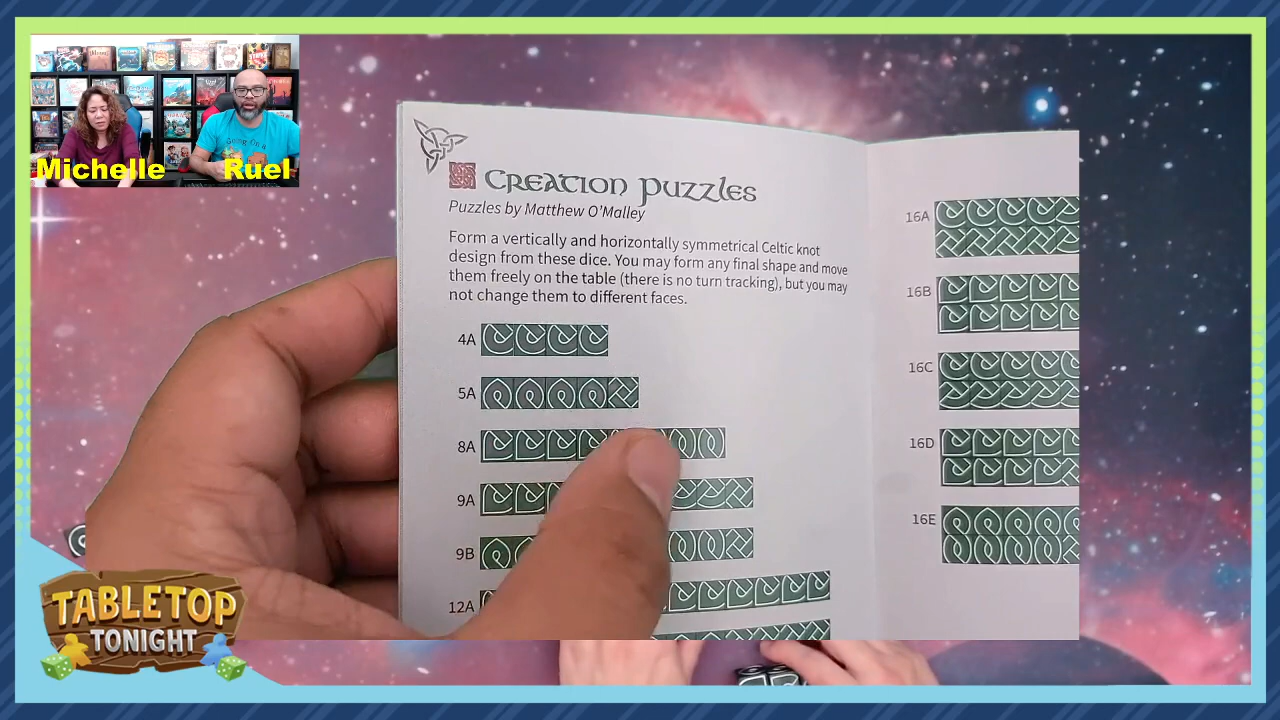 Michelle
Ruel
Creation Puzzles
Puzzles by Matthew O'Malley
Form a vertically and horizontally symmetrical Celtic knot
design from these dice. You may form any final shape and move
them freely on the table (there is no turn tracking), but you may
not change them to different faces.
4A
5A
8A
9A
9B
12A
16A
16B
16C
16D
16E
TABLETOP
TONIGHT